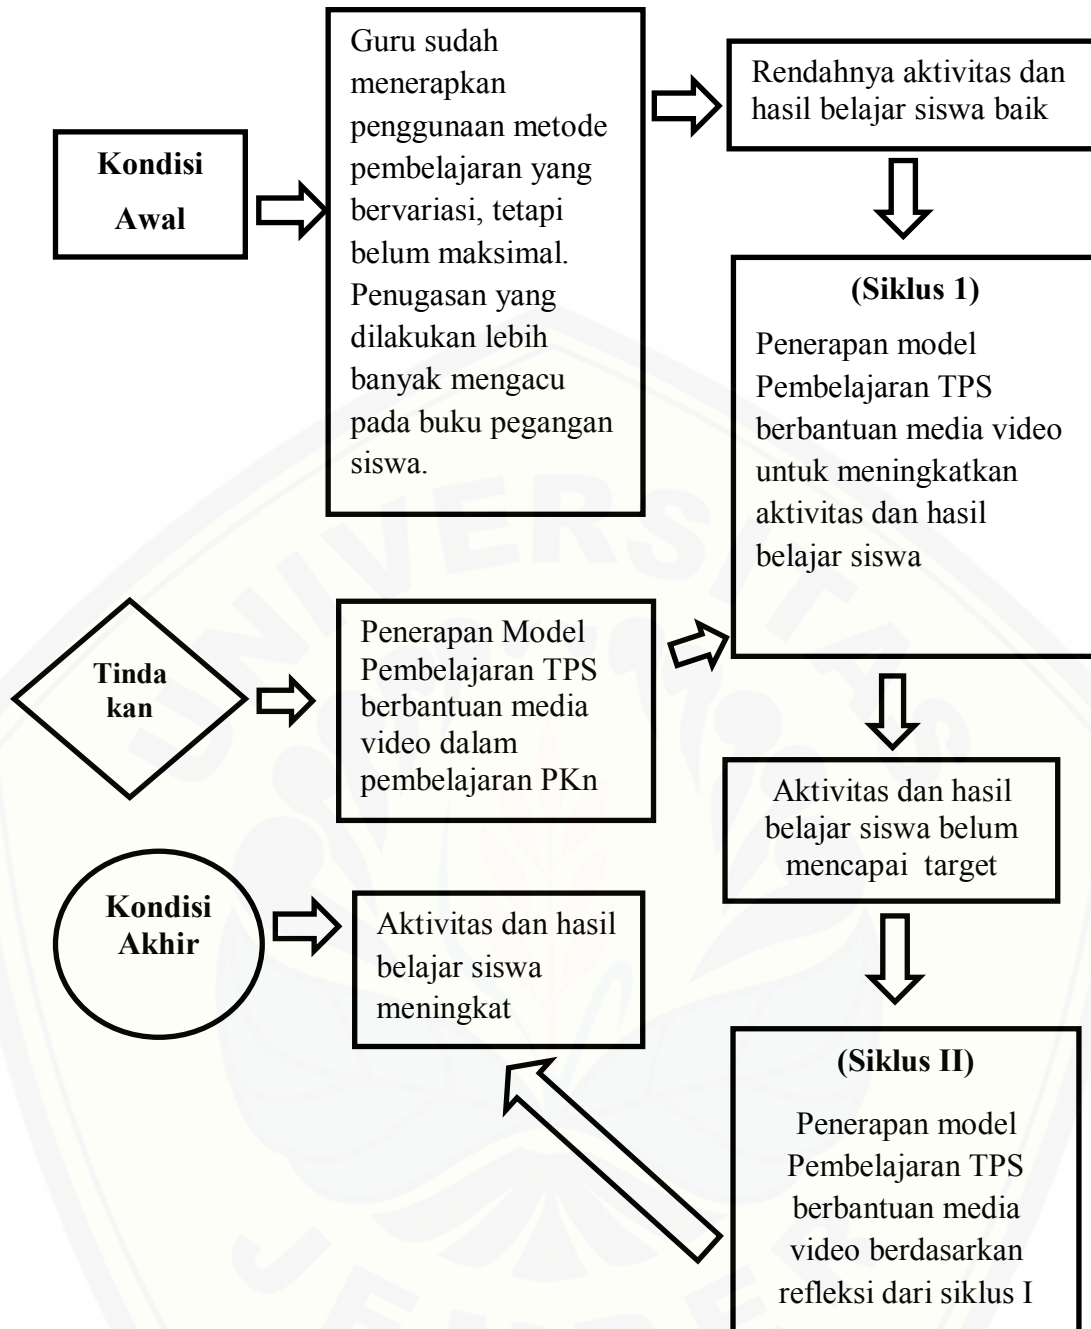 Kondisi
Awal
Guru sudah
menerapkan
penggunaan metode
pembelajaran yang
bervariasi, tetapi
belum maksimal.
Penugasan yang
dilakukan lebih
banyak mengacu
pada buku pegangan
siswa.
Rendahnya aktivitas dan
hasil belajar siswa baik
(Siklus 1)
Penerapan model
Pembelajaran TPS
berbantuan media video
untuk meningkatkan
aktivitas dan hasil
belajar siswa
Tinda
kan
Penerapan Model
Pembelajaran TPS
berbantuan media
video dalam
pembelajaran PKn
Aktivitas dan hasil
belajar siswa belum
mencapai target
Kondisi
Akhir
Aktivitas dan hasil
belajar siswa
meningkat
(Siklus II)
Penerapan model
Pembelajaran TPS
berbantuan media
video berdasarkan
refleksi dari siklus I
UNIVERSITAS
JEMBER